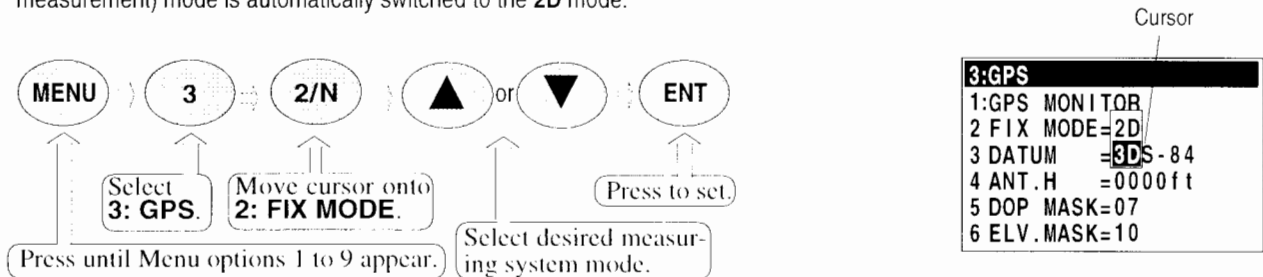 measurement) mode is automatically switched to the 2D mode.
Cursor
MENU 3 2/N ▲ or ▼ ENT
Select
3: GPS.
Move cursor onto
2: FIX MODE.
Press to set.
Press until Menu options 1 to 9 appear.
Select desired measur-
ing system mode.
3:GPS
1:GPS MONITOR
2 FIX MODE=2D
3 DATUM =3DS-84
4 ANT.H =0000ft
5 DOP MASK=07
6 ELV.MASK=10